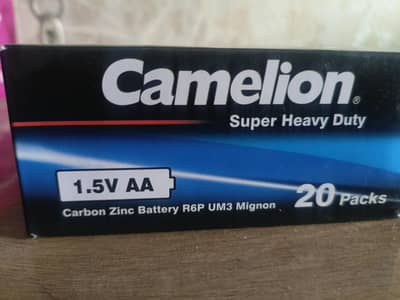 Camelion®
Super Heavy Duty
1.5V AA
20 Packs
Carbon Zinc Battery R6P UM3 Mignon